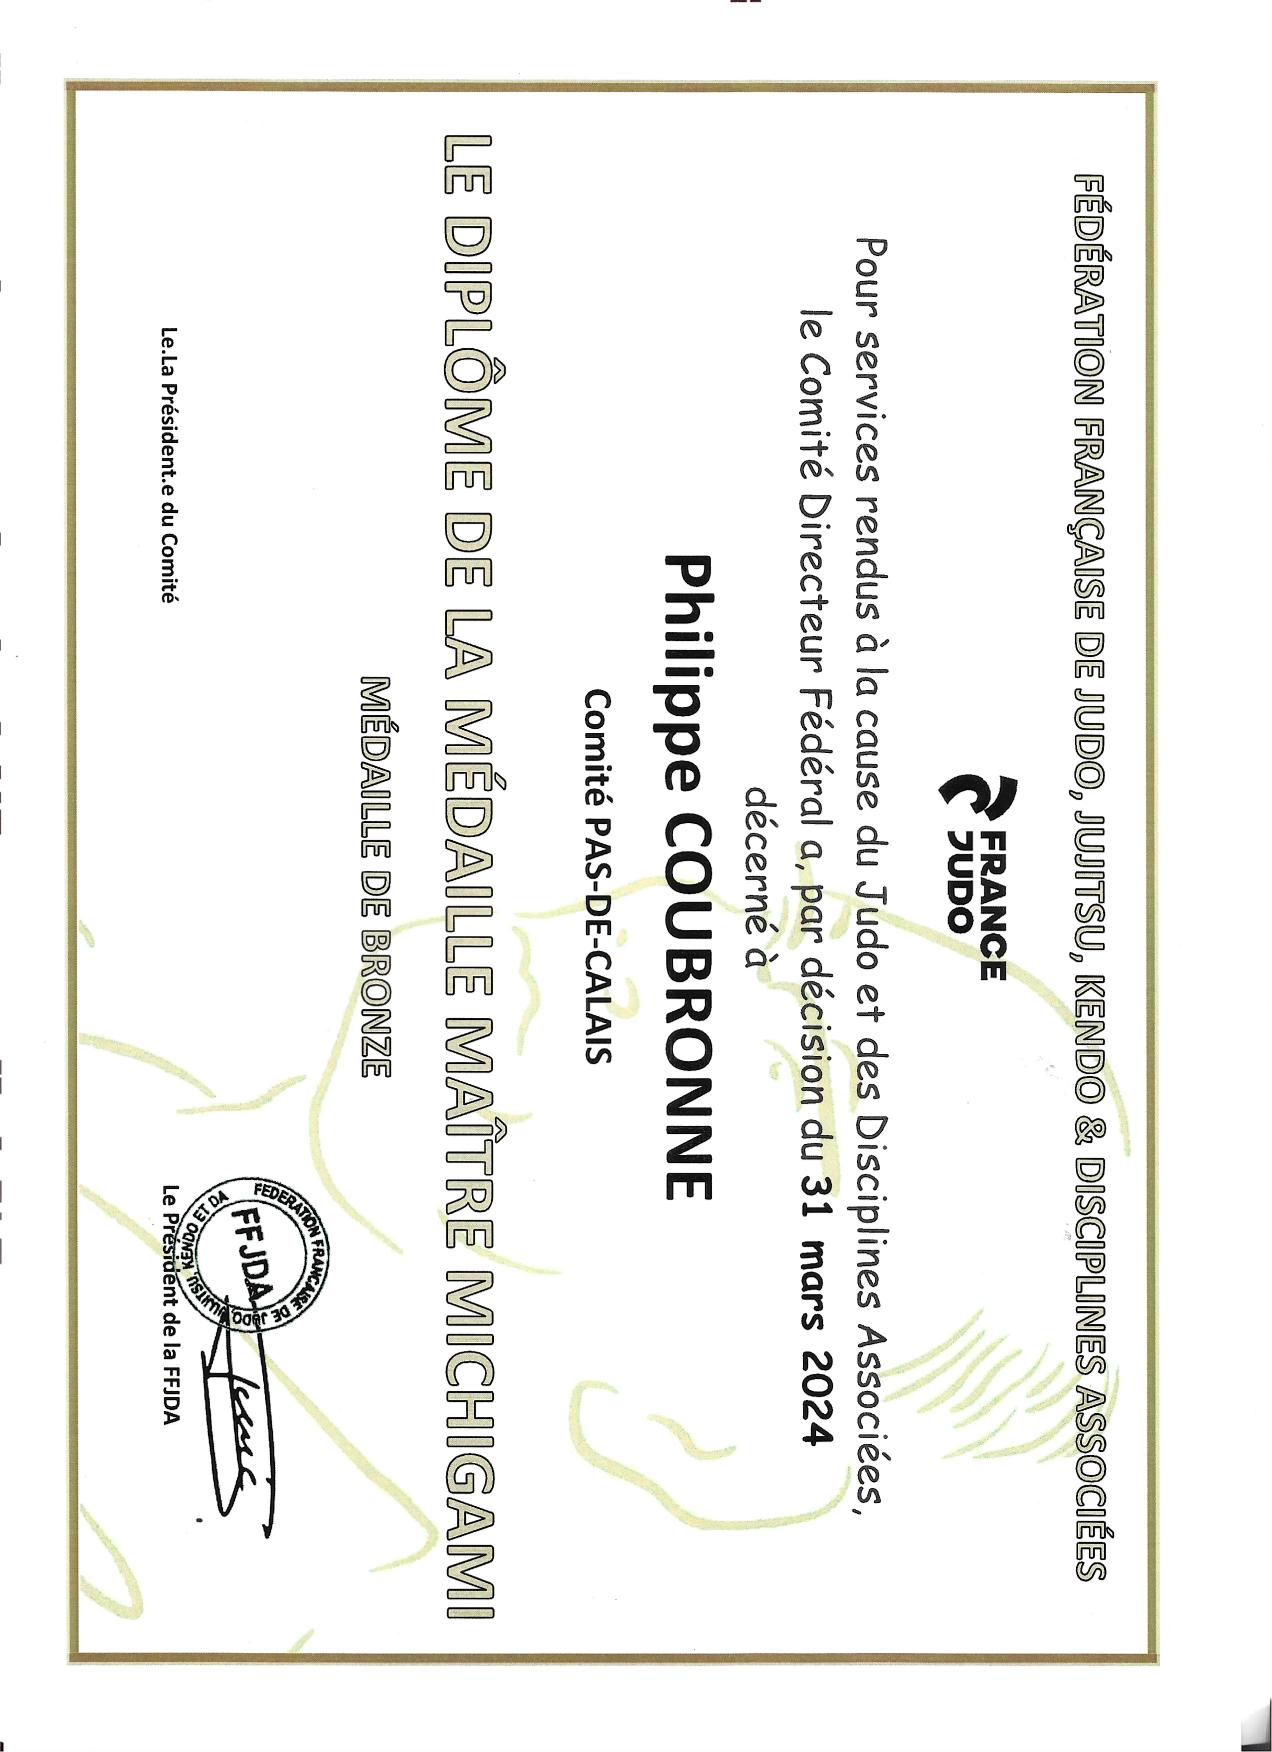 FÉDÉRATION FRANÇAISE DE JUDO, JUJITSU, KENDO & DISCIPLINES ASSOCIÉES
FRANCE
JUDO
Pour services rendus à la cause du Judo et des Disciplines Associées,
le Comité Directeur Fédéral a, par décision du 31 mars 2024
décerné à
Philippe COUBRONNE
Comité PAS-DE-CALAIS
LE DIPLÔME DE LA MÉDAILLE MAÎTRE MICHIGAMI
MÉDAILLE DE BRONZE
FEDERATION FRANCAISE DE JUDO, JUJITSU, KENDO ET DA
FFJDA
Le.La Président.e du Comité
Le Président de la FFJDA